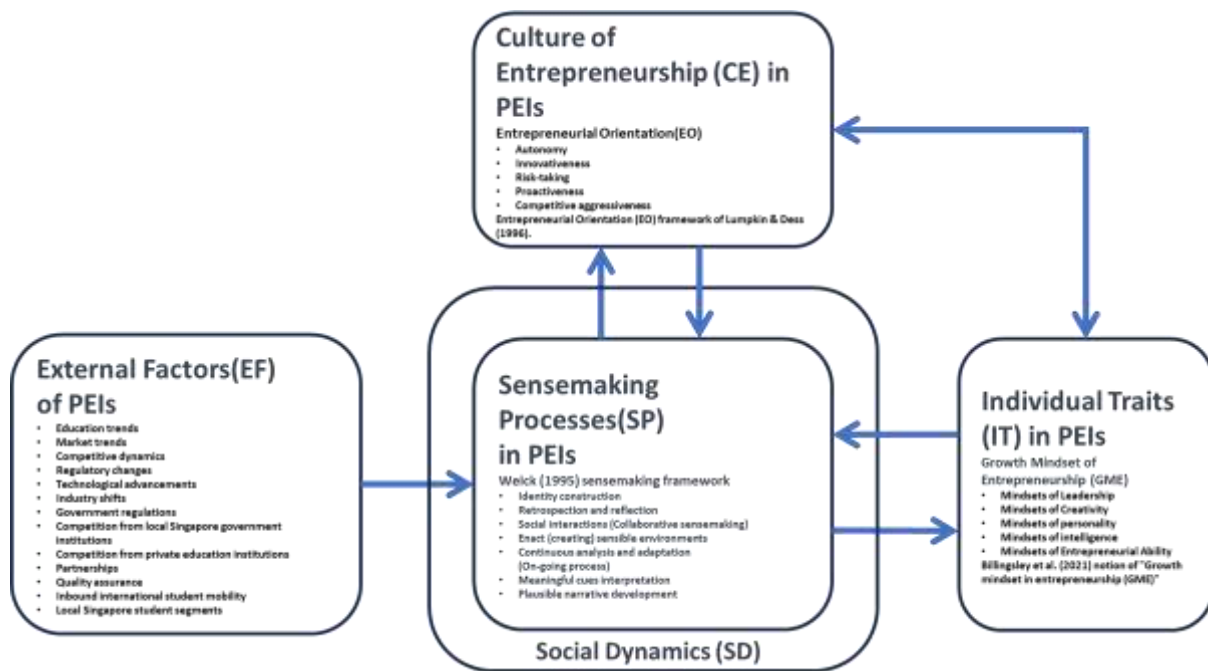 Culture of
Entrepreneurship (CE) in
PEIs
Entrepreneurial Orientation(EO)
• Autonomy
• Innovativeness
• Risk-taking
• Proactiveness
• Competitive aggressiveness
Entrepreneurial Orientation (EO) framework of Lumpkin & Dess
(1996).
External Factors(EF)
of PEIs
• Education trends
• Market trends
• Competitive dynamics
• Regulatory changes
• Technological advancements
• Industry shifts
• Government regulations
• Competition from local Singapore government
institutions
• Competition from private education institutions
• Partnerships
• Quality assurance
• Inbound international student mobility
• Local Singapore student segments
Sensemaking
Processes(SP)
in PEIs
Weick (1995) sensemaking framework
• Identity construction
• Retrospection and reflection
• Social interactions (Collaborative sensemaking)
• Enact (creating) sensible environments
• Continuous analysis and adaptation
(On-going process)
• Meaningful cues interpretation
• Plausible narrative development
Social Dynamics (SD)
Individual Traits
(IT) in PEIs
Growth Mindset of
Entrepreneurship (GME)
• Mindsets of Leadership
• Mindsets of Creativity
• Mindsets of personality
• Mindsets of intelligence
• Mindsets of Entrepreneurial Ability
Billingsley et al. (2021) notion of "Growth
mindset in entrepreneurship (GME)"